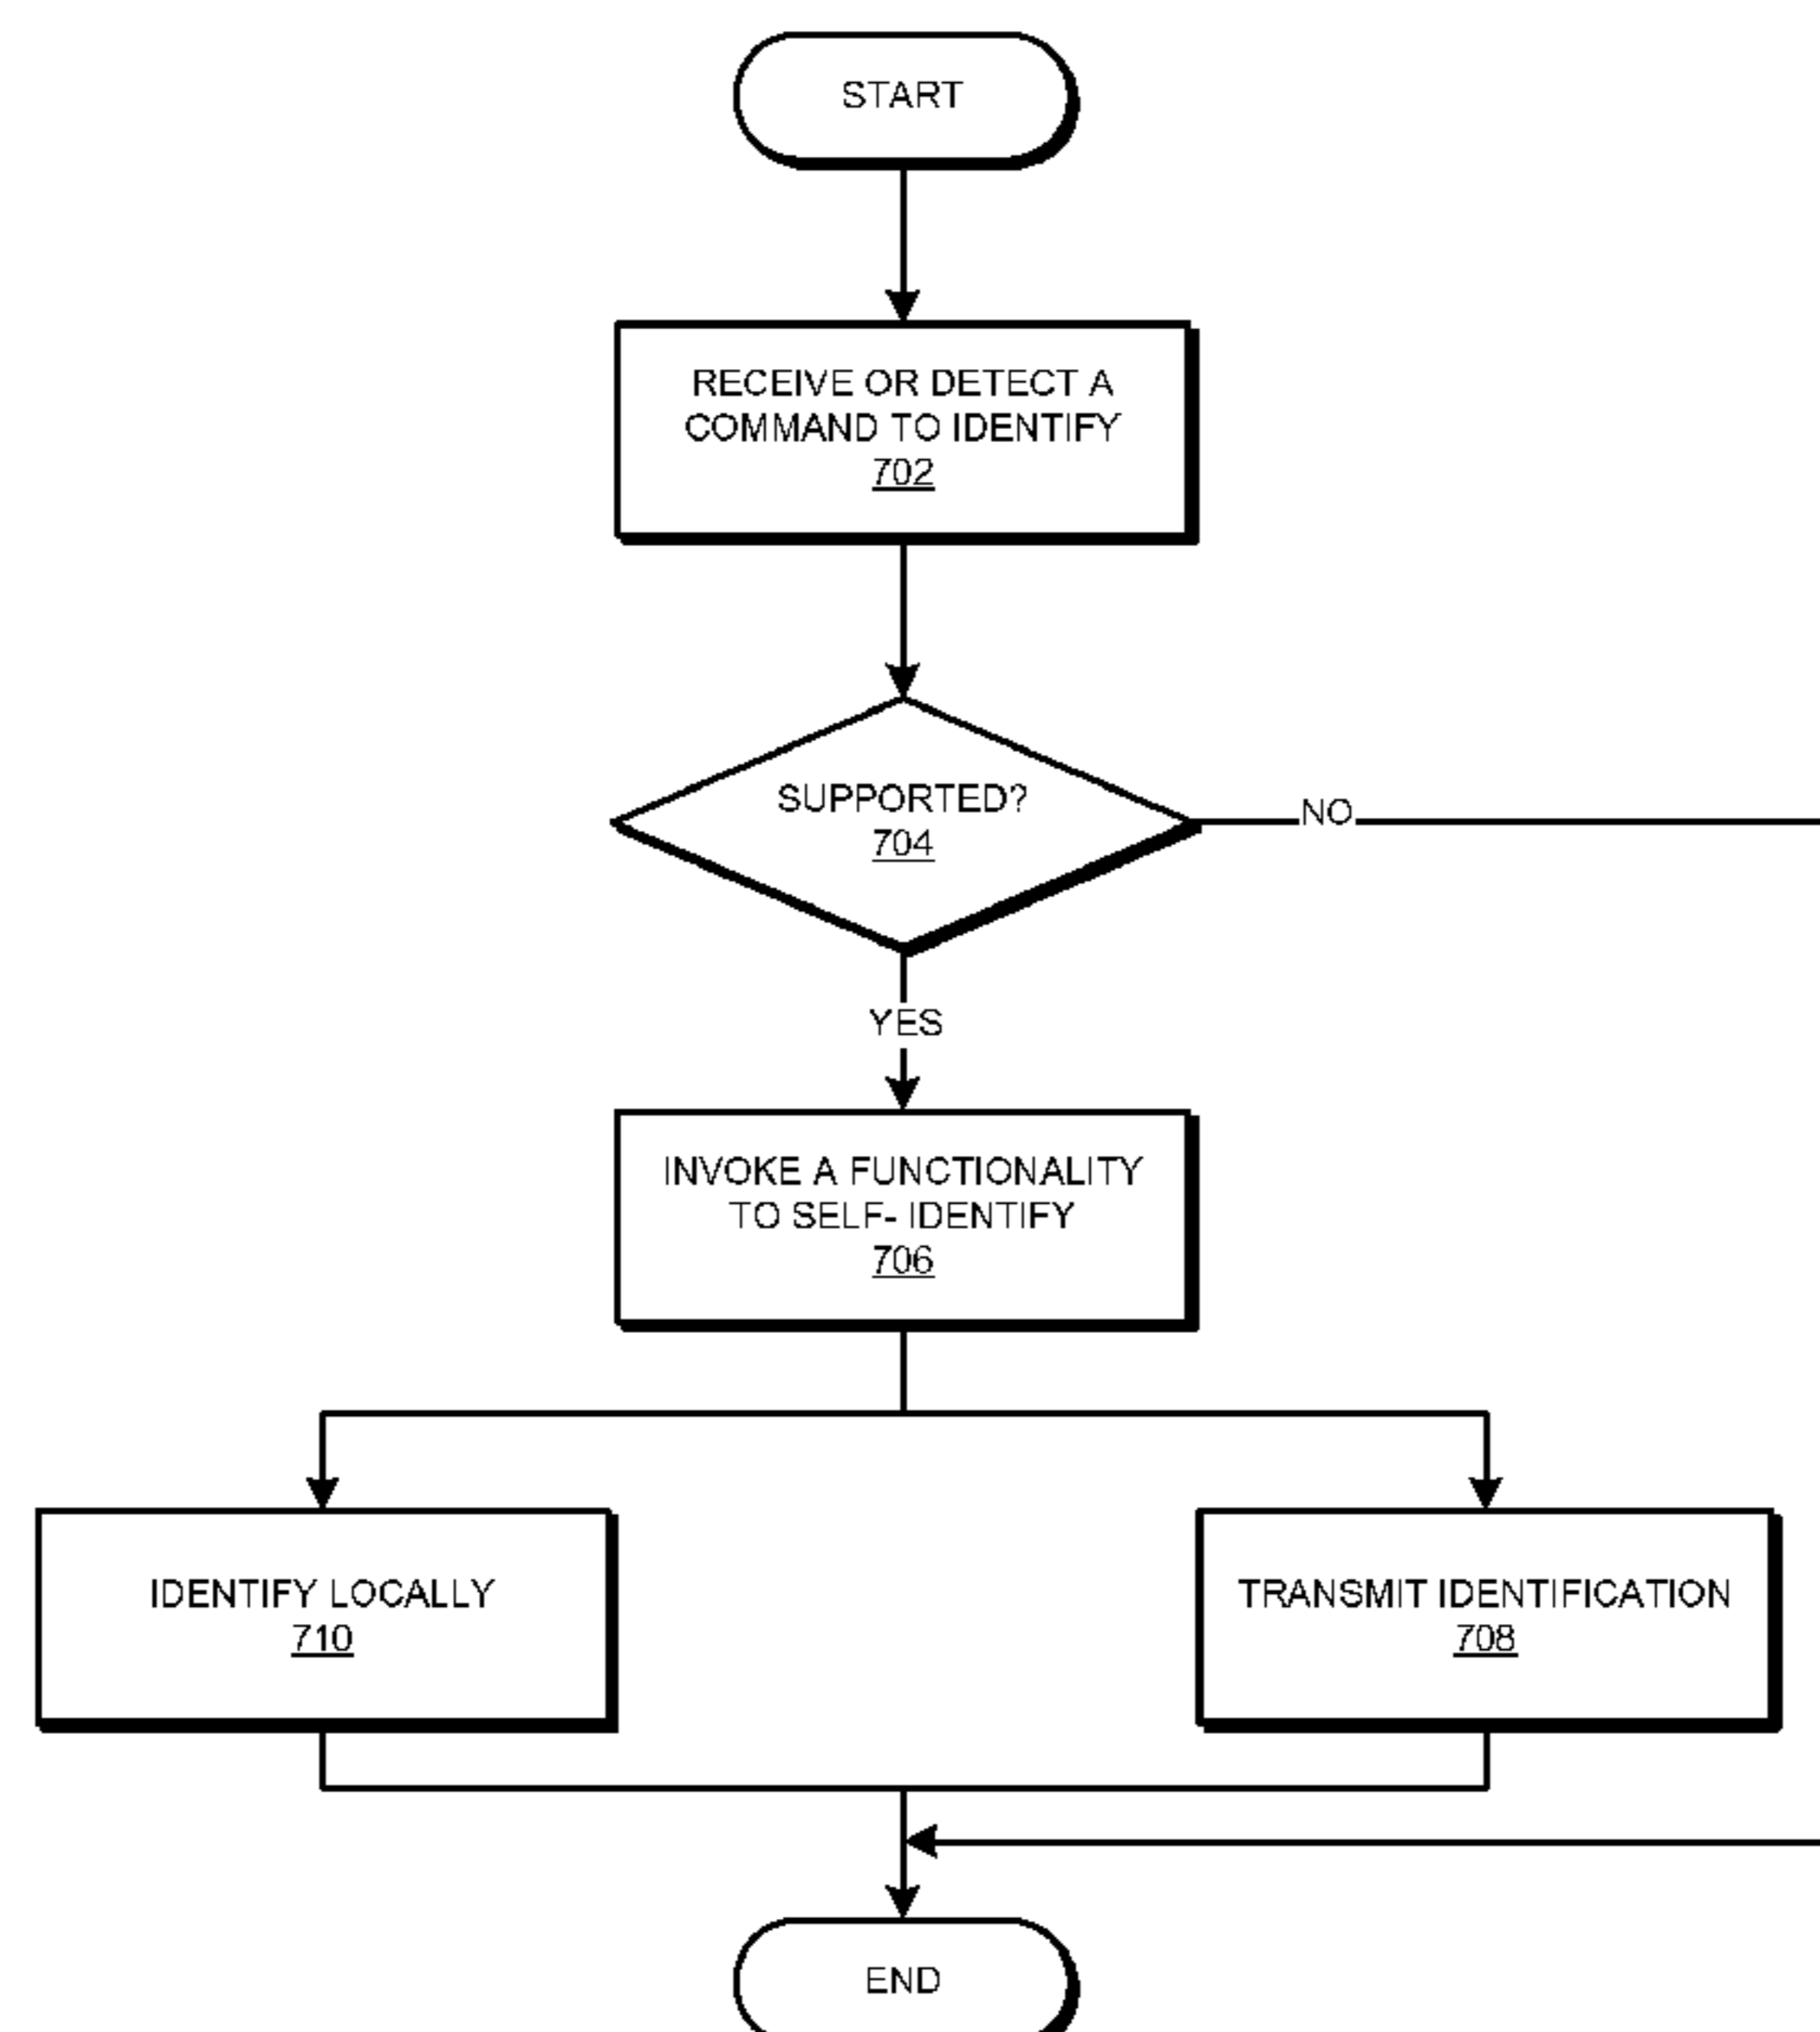 START
RECEIVE OR DETECT A
COMMAND TO IDENTIFY
702
SUPPORTED?
704
NO
YES
INVOKE A FUNCTIONALITY
TO SELF- IDENTIFY
706
IDENTIFY LOCALLY
710
TRANSMIT IDENTIFICATION
708
END